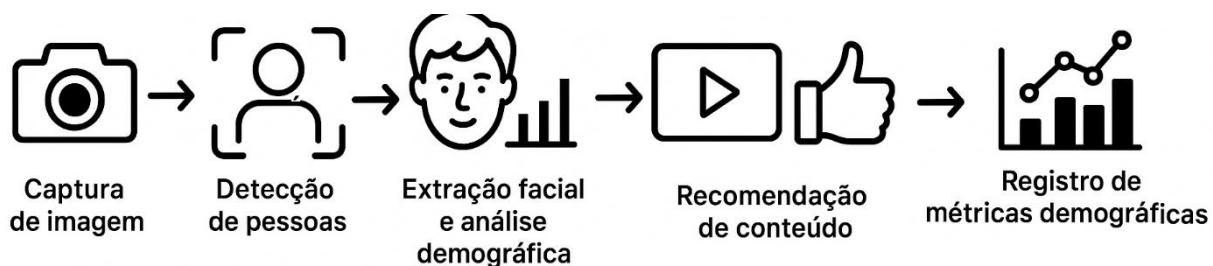 Captura
de imagem
Detecção
de pessoas
Extração facial
e análise
demográfica
Recomendação
de conteúdo
Registro de
métricas demográficas